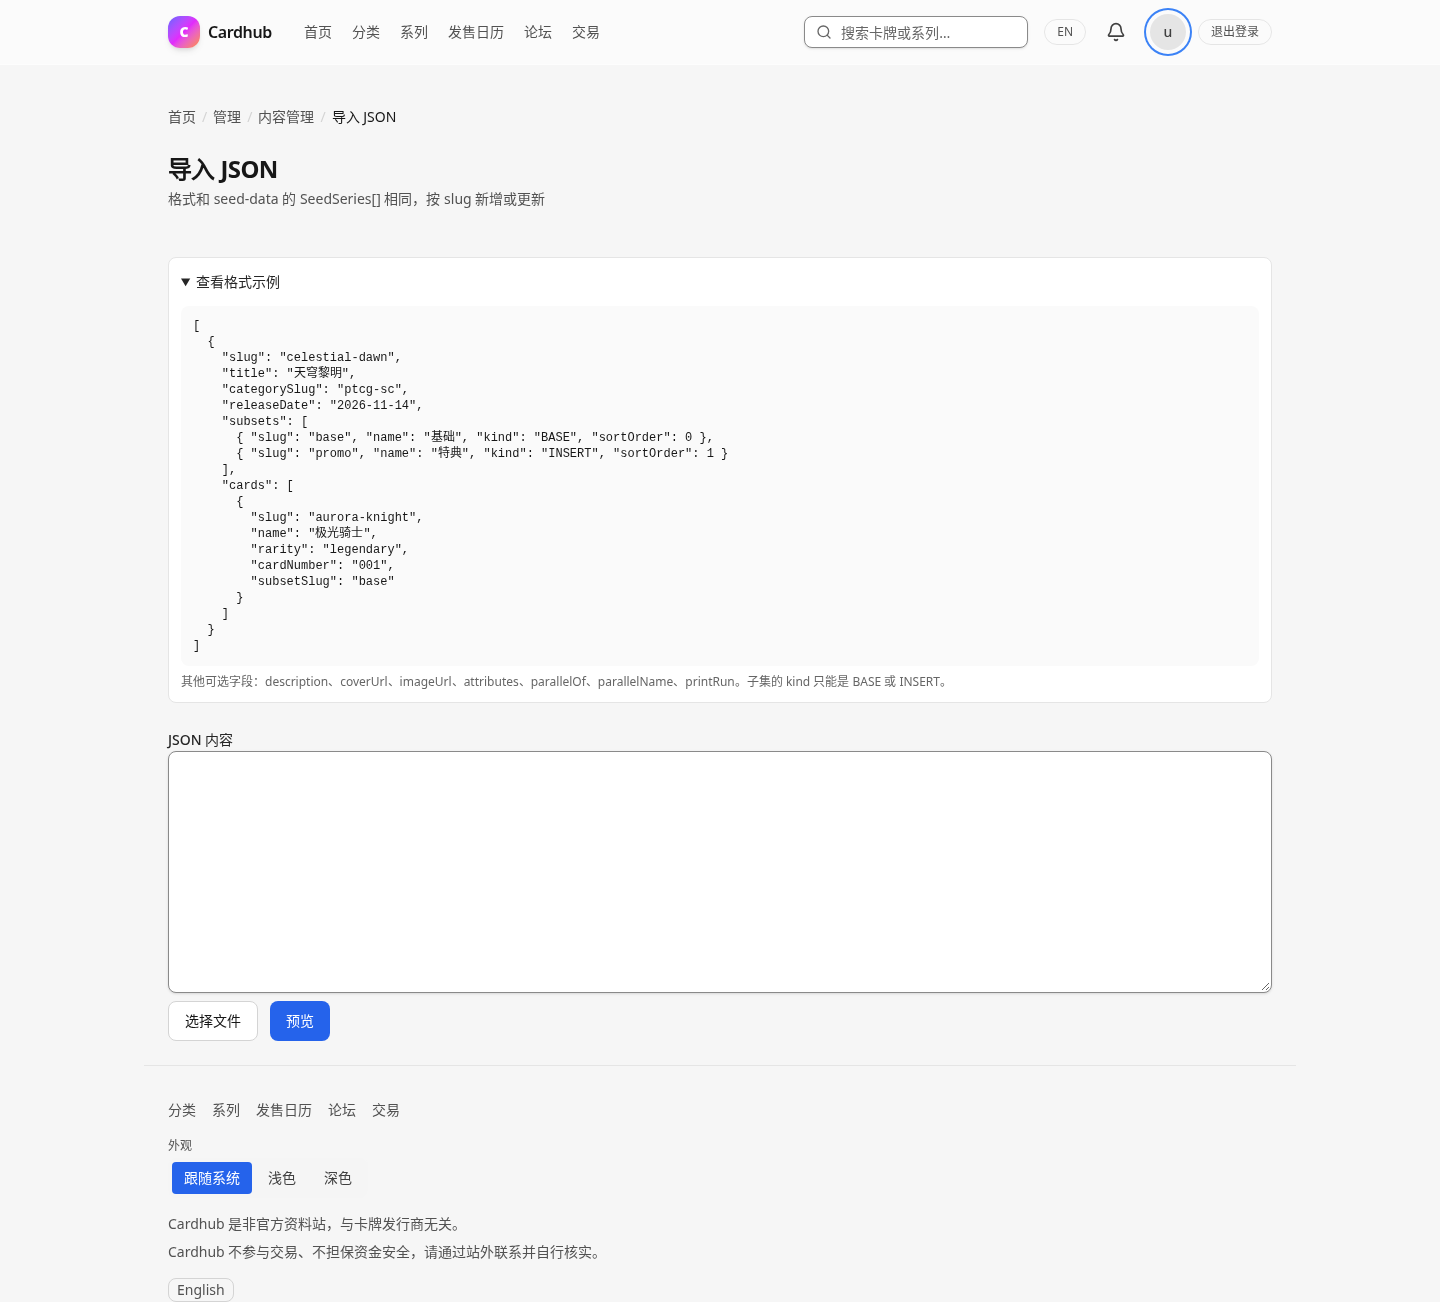 C Cardhub 首页 分类 系列 发售日历 论坛 交易 搜索卡牌或系列... EN u 退出登录
首页 / 管理 / 内容管理 / 导入 JSON
导入 JSON
格式和 seed-data 的 SeedSeries[] 相同，按 slug 新增或更新
▼ 查看格式示例
[
  {
    "slug": "celestial-dawn",
    "title": "天穹黎明",
    "categorySlug": "ptcg-sc",
    "releaseDate": "2026-11-14",
    "subsets": [
      { "slug": "base", "name": "基础", "kind": "BASE", "sortOrder": 0 },
      { "slug": "promo", "name": "特典", "kind": "INSERT", "sortOrder": 1 }
    ],
    "cards": [
      {
        "slug": "aurora-knight",
        "name": "极光骑士",
        "rarity": "legendary",
        "cardNumber": "001",
        "subsetSlug": "base"
      }
    ]
  }
]
其他可选字段：description、coverUrl、imageUrl、attributes、parallelOf、parallelName、printRun。子集的 kind 只能是 BASE 或 INSERT。
JSON 内容
选择文件 预览
分类 系列 发售日历 论坛 交易
外观
跟随系统 浅色 深色
Cardhub 是非官方资料站，与卡牌发行商无关。
Cardhub 不参与交易、不担保资金安全，请通过站外联系并自行核实。
English